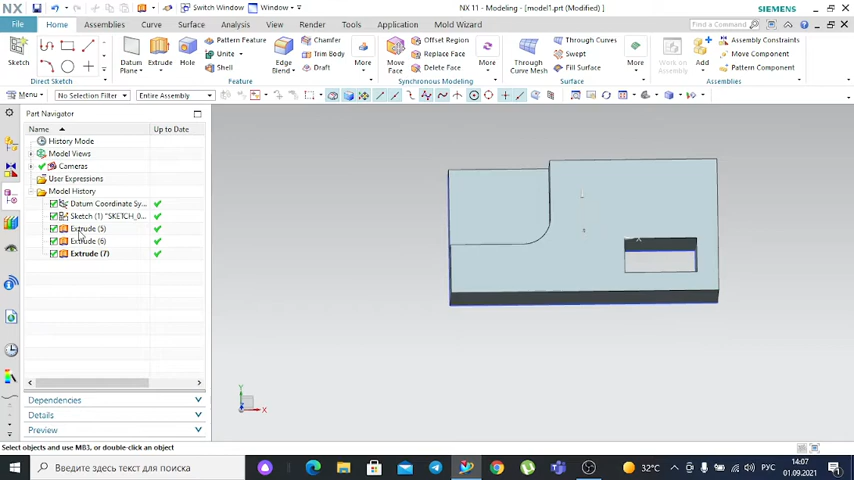 NX
Switch Window
Window
NX 11 - Modeling - [model1.prt (Modified) ]
SIEMENS
File
Home
Assemblies
Curve
Surface
Analysis
View
Render
Tools
Application
Mold Wizard
Find a Command
Sketch
Direct Sketch
Datum Plane
Extrude
Hole
Pattern Feature
Unite
Shell
Chamfer
Trim Body
Draft
Edge Blend
More
Feature
Move Face
Offset Region
Replace Face
Delete Face
More
Synchronous Modeling
Through Curve Mesh
Through Curves
Swept
Fill Surface
More
Surface
Work on Assembly
Add
Assembly Constraints
Move Component
Pattern Component
Assemblies
Menu
No Selection Filter
Entire Assembly
Part Navigator
Name
Up to Date
History Mode
Model Views
Cameras
User Expressions
Model History
Datum Coordinate Sy...
Sketch (1) "SKETCH_0...
Extrude (5)
Extrude (6)
Extrude (7)
Dependencies
Details
Preview
Y
X
Select objects and use MB3, or double-click an object
Введите здесь текст для поиска
32°C
РУС
14:07
01.09.2021